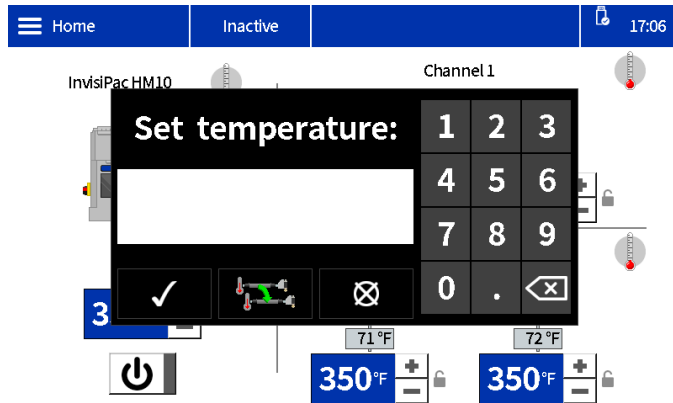 Home Inactive 17:06
Channel 1
InvisiPac HM10
Set temperature: 1 2 3
4 5 6
7 8 9
0 .
3
71 °F 72 °F
350°F 350°F